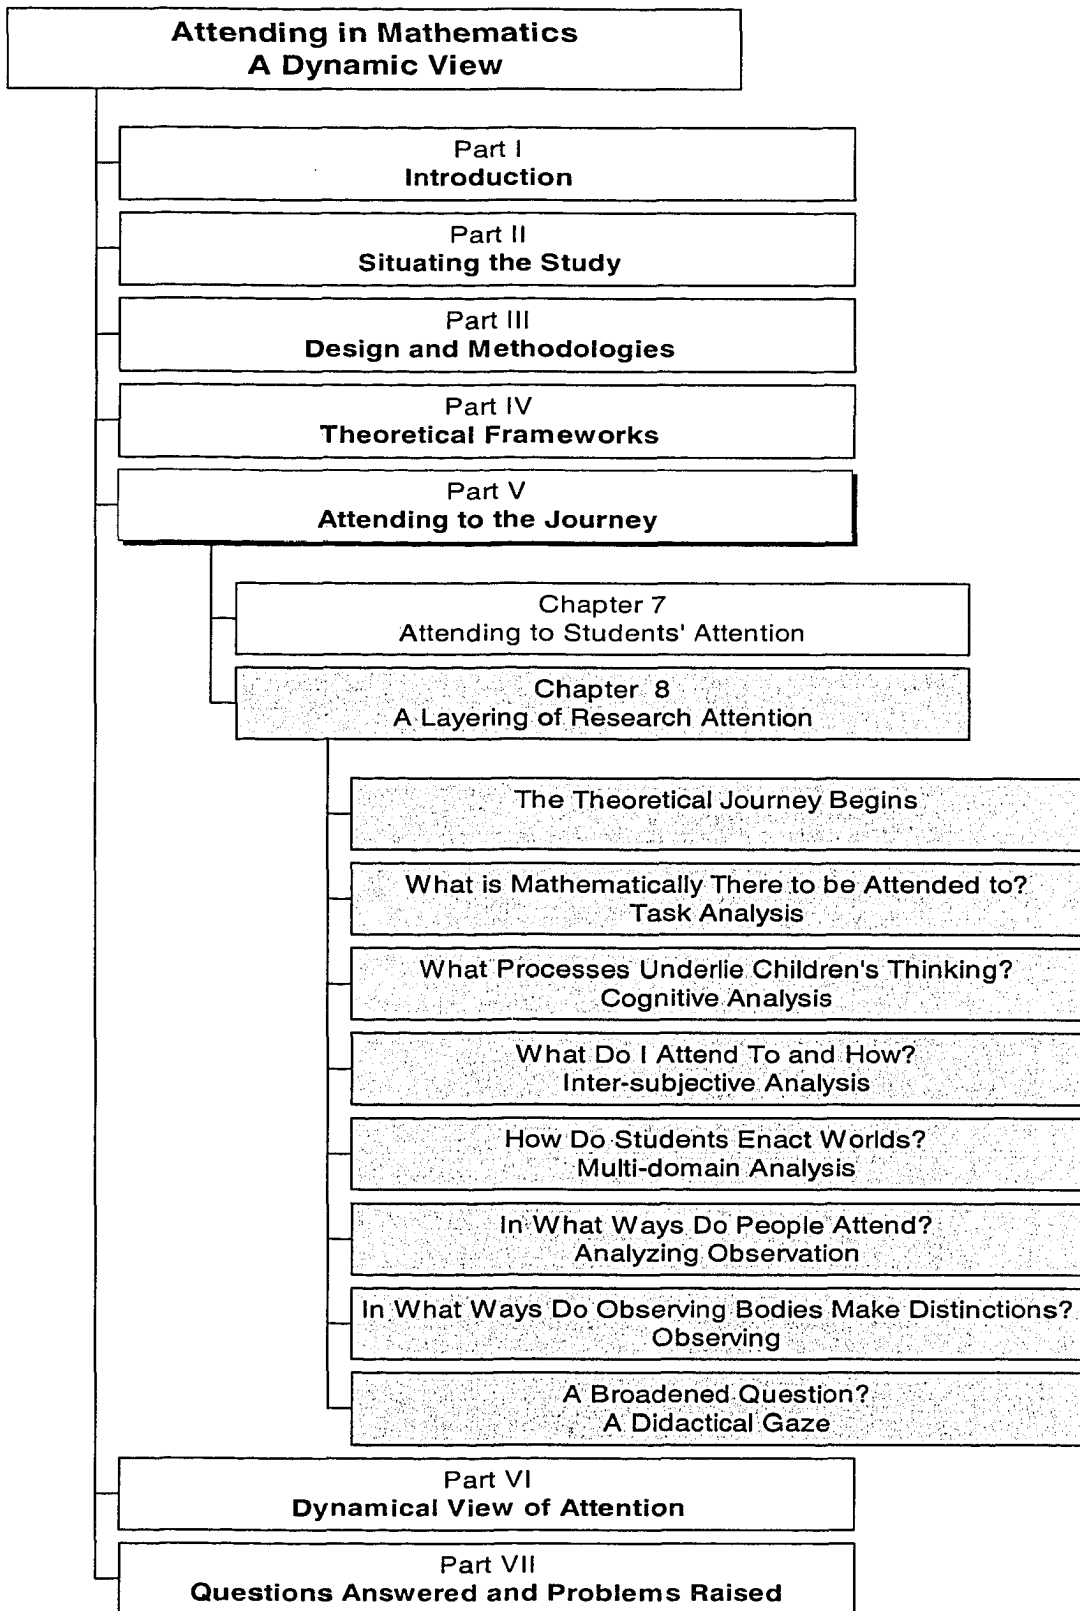 Attending in Mathematics
A Dynamic View
Part I
Introduction
Part II
Situating the Study
Part III
Design and Methodologies
Part IV
Theoretical Frameworks
Part V
Attending to the Journey
Chapter 7
Attending to Students' Attention
Chapter 8
A Layering of Research Attention
The Theoretical Journey Begins
What is Mathematically There to be Attended to?
Task Analysis
What Processes Underlie Children's Thinking?
Cognitive Analysis
What Do I Attend To and How?
Inter-subjective Analysis
How Do Students Enact Worlds?
Multi-domain Analysis
In What Ways Do People Attend?
Analyzing Observation
In What Ways Do Observing Bodies Make Distinctions?
Observing
A Broadened Question?
A Didactical Gaze
Part VI
Dynamical View of Attention
Part VII
Questions Answered and Problems Raised